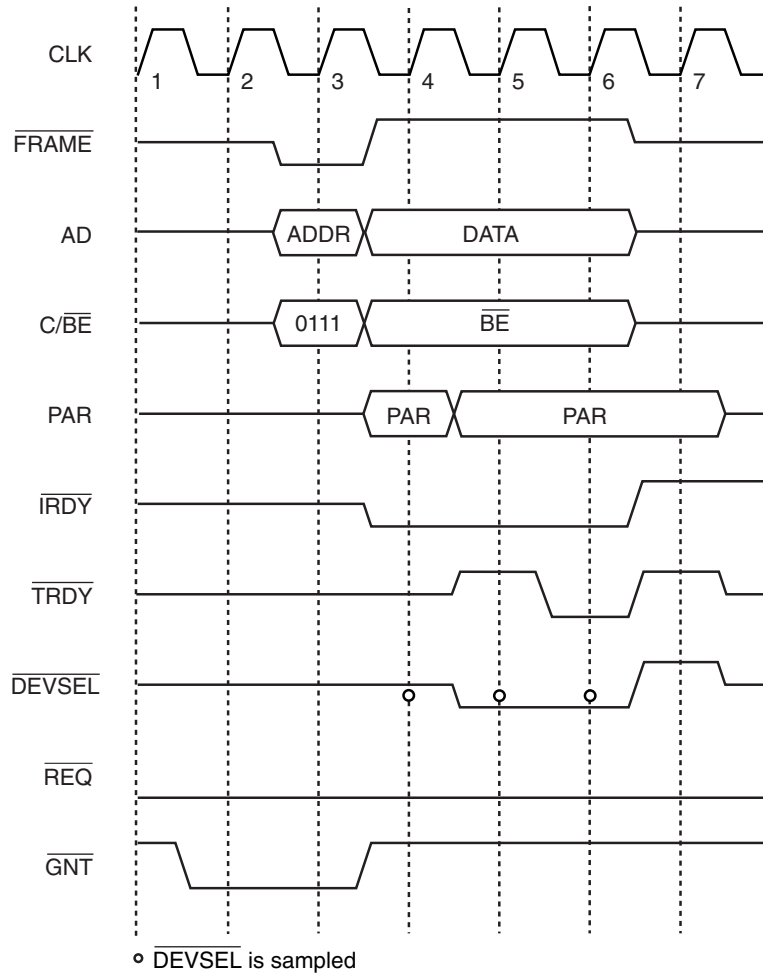 CLK
1 2 3 4 5 6 7
FRAME
AD ADDR DATA
C/BE 0111 BE
PAR PAR PAR
IRDY
TRDY
DEVSEL
REQ
GNT
DEVSEL is sampled